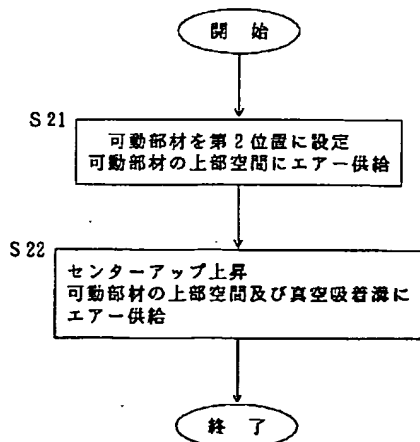 開始
S21
可動部材を第2位置に設定
可動部材の上部空間にエアー供給
S22
センターアップ上昇
可動部材の上部空間及び真空吸着溝に
エアー供給
終了